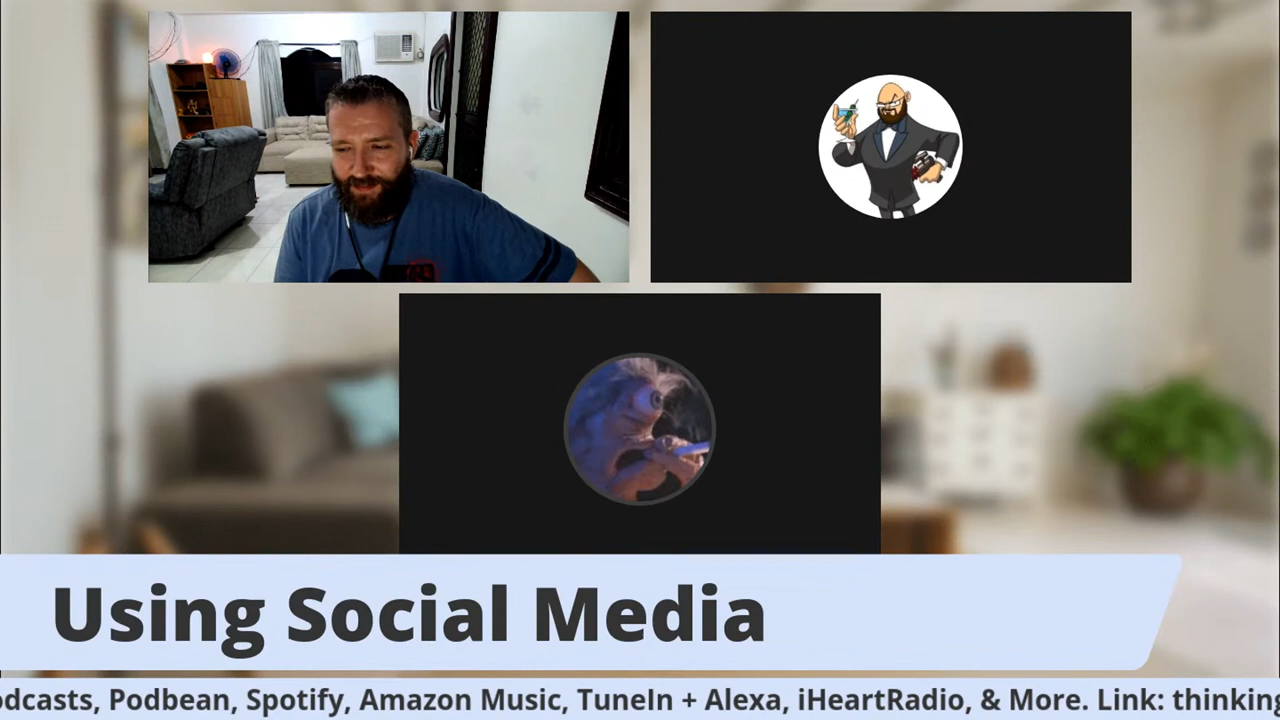 Using Social Media
dcasts, Podbean, Spotify, Amazon Music, TuneIn + Alexa, iHeartRadio, & More. Link: thinking